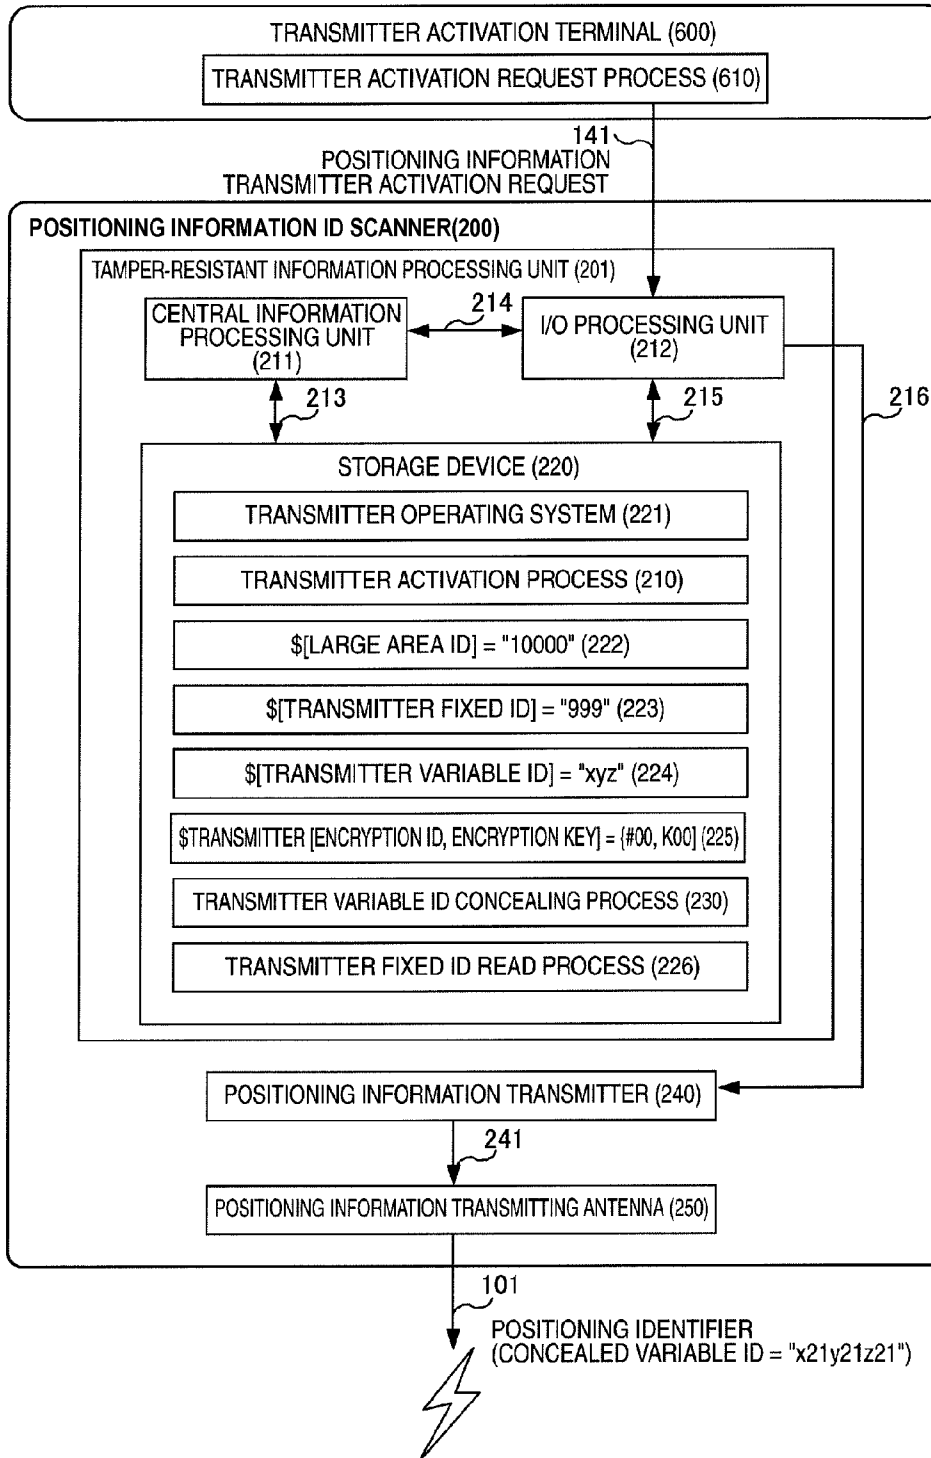 TRANSMITTER ACTIVATION TERMINAL (600)
TRANSMITTER ACTIVATION REQUEST PROCESS (610)
141
POSITIONING INFORMATION
TRANSMITTER ACTIVATION REQUEST
POSITIONING INFORMATION ID SCANNER(200)
TAMPER-RESISTANT INFORMATION PROCESSING UNIT (201)
CENTRAL INFORMATION
PROCESSING UNIT
(211)
214
I/O PROCESSING UNIT
(212)
213
215
216
STORAGE DEVICE (220)
TRANSMITTER OPERATING SYSTEM (221)
TRANSMITTER ACTIVATION PROCESS (210)
$[LARGE AREA ID] = "10000" (222)
$[TRANSMITTER FIXED ID] = "999" (223)
$[TRANSMITTER VARIABLE ID] = "xyz" (224)
$TRANSMITTER [ENCRYPTION ID, ENCRYPTION KEY] = {#00, K00] (225)
TRANSMITTER VARIABLE ID CONCEALING PROCESS (230)
TRANSMITTER FIXED ID READ PROCESS (226)
POSITIONING INFORMATION TRANSMITTER (240)
241
POSITIONING INFORMATION TRANSMITTING ANTENNA (250)
101
POSITIONING IDENTIFIER
(CONCEALED VARIABLE ID = "x21y21z21")